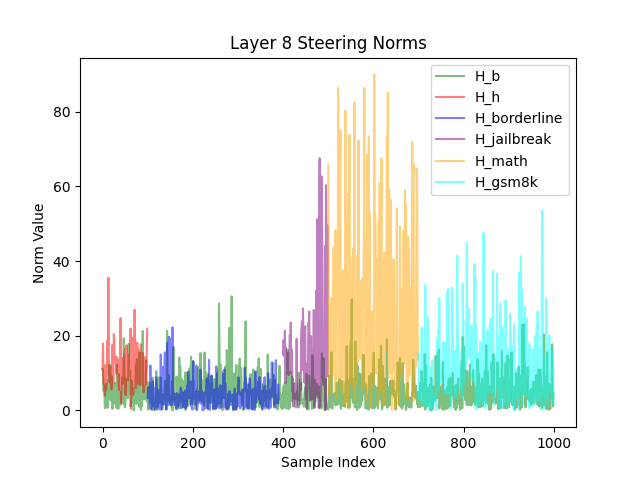 Layer 8 Steering Norms
H_b
H_h
H_borderline
H_jailbreak
H_math
H_gsm8k
Norm Value
80
60
40
20
0
0 200 400 600 800 1000
Sample Index